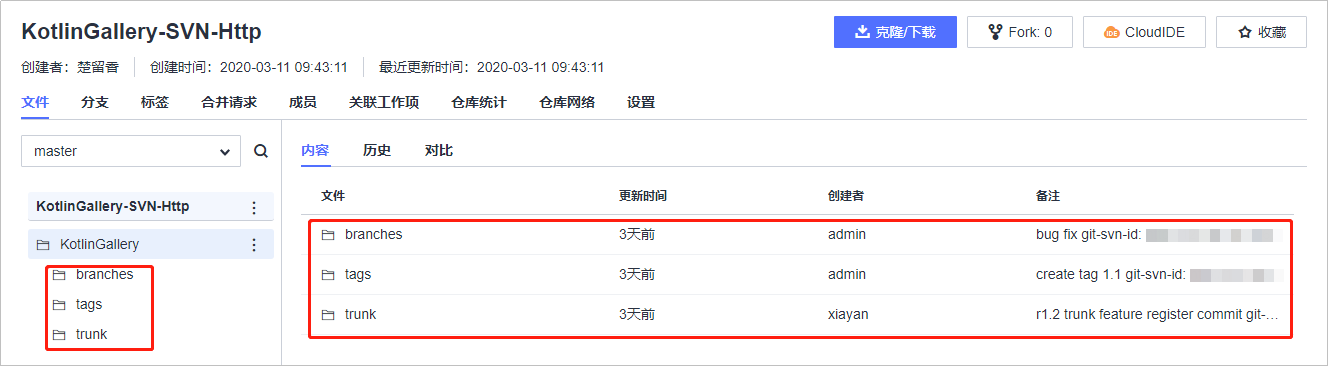 KotlinGallery-SVN-Http
克隆/下载
Fork: 0
IDE CloudIDE
收藏
创建者：楚留香 创建时间：2020-03-11 09:43:11 最近更新时间：2020-03-11 09:43:11
文件 分支 标签 合并请求 成员 关联工作项 仓库统计 仓库网络 设置
master
KotlinGallery-SVN-Http
KotlinGallery
branches
tags
trunk
内容 历史 对比
文件 更新时间 创建者 备注
branches 3天前 admin bug fix git-svn-id:
tags 3天前 admin create tag 1.1 git-svn-id:
trunk 3天前 xiayan r1.2 trunk feature register commit git-...